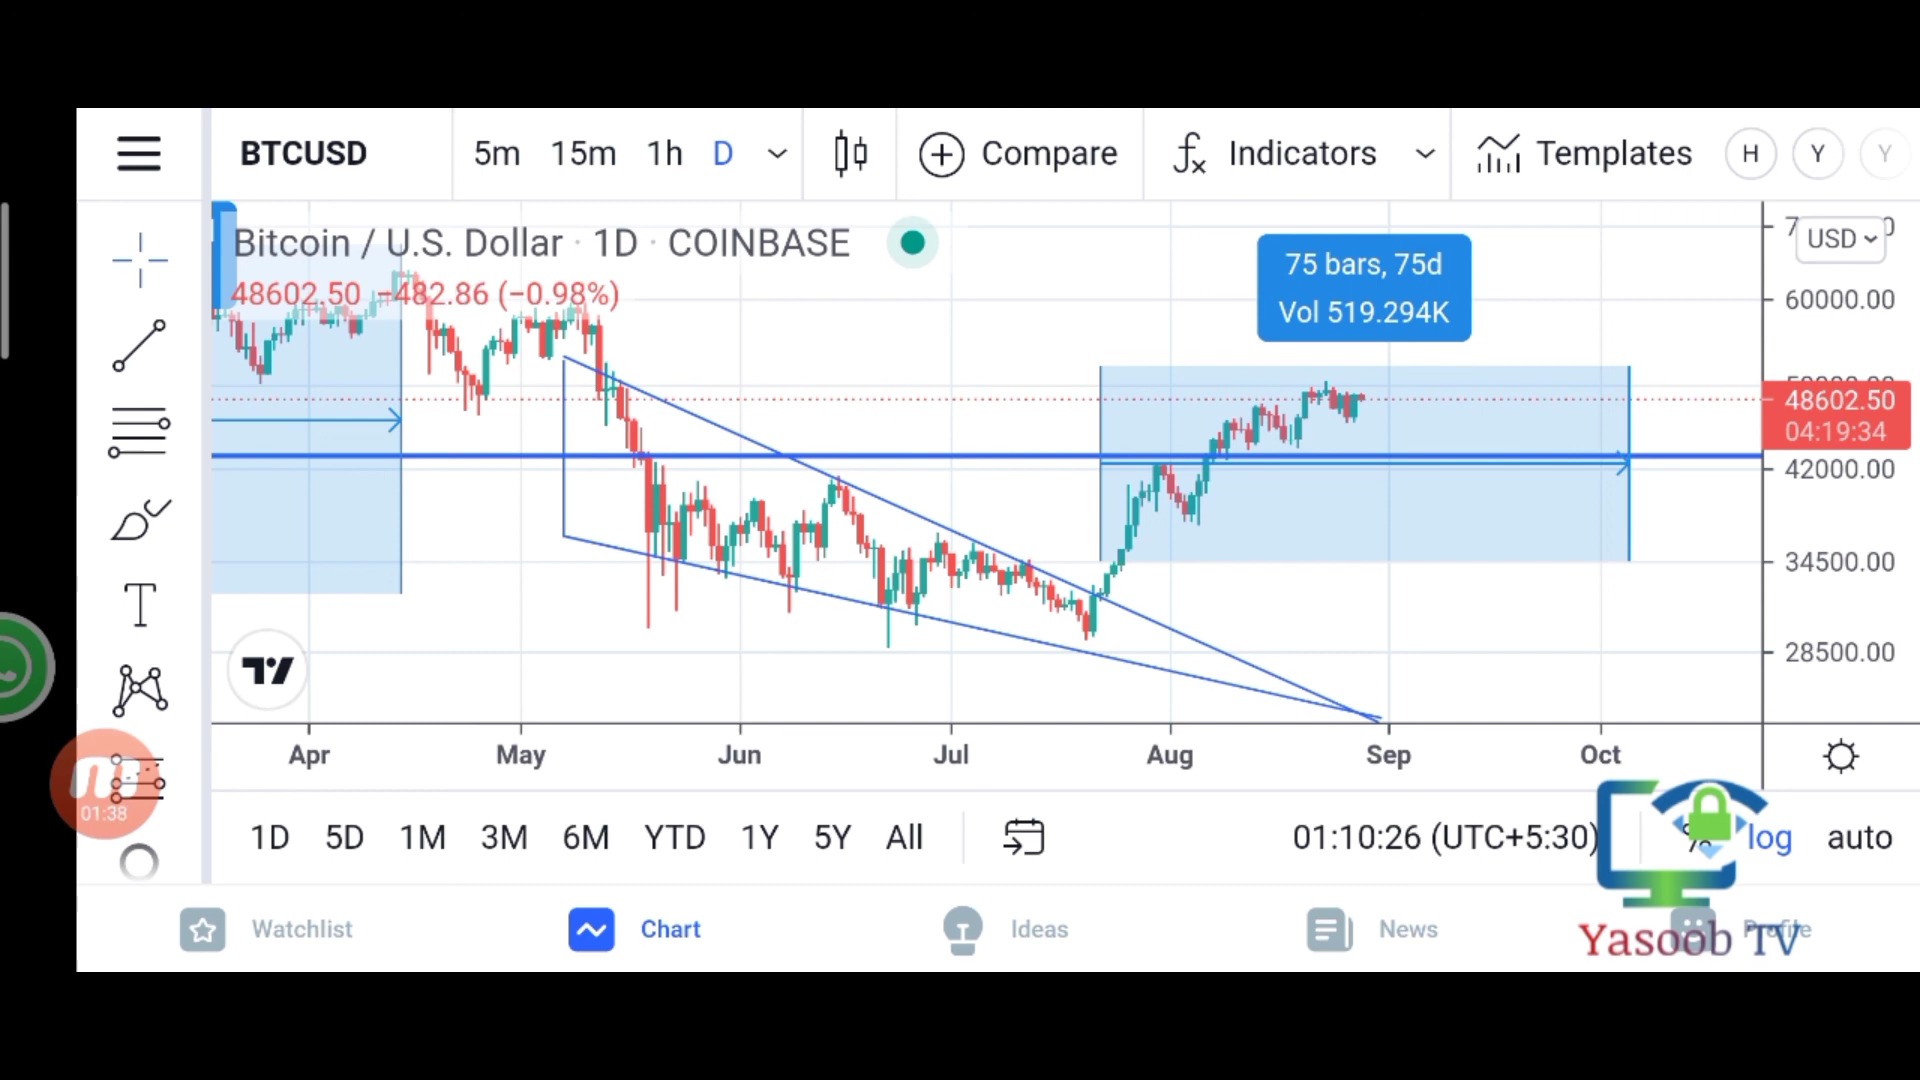 BTCUSD 5m 15m 1h D Compare Indicators Templates H Y Y
Bitcoin / U.S. Dollar · 1D · COINBASE
48602.50 −482.86 (−0.98%)
75 bars, 75d
Vol 519.294K
USD
60000.00
48602.50
04:19:34
42000.00
34500.00
28500.00
Apr May Jun Jul Aug Sep Oct
01:38
1D 5D 1M 3M 6M YTD 1Y 5Y All 01:10:26 (UTC+5:30) % log auto
Watchlist Chart Ideas News Profile
Yasoob TV